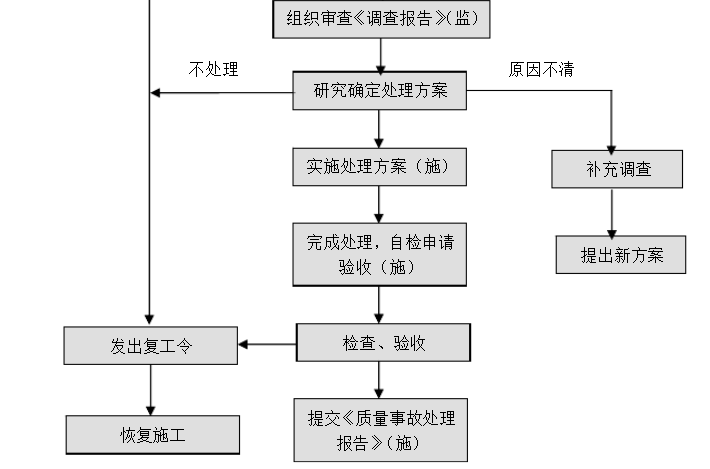 组织审查《调查报告》（监）
不处理
原因不清
研究确定处理方案
实施处理方案（施）
补充调查
完成处理，自检申请
验收（施）
提出新方案
发出复工令
检查、验收
恢复施工
提交《质量事故处理
报告》（施）